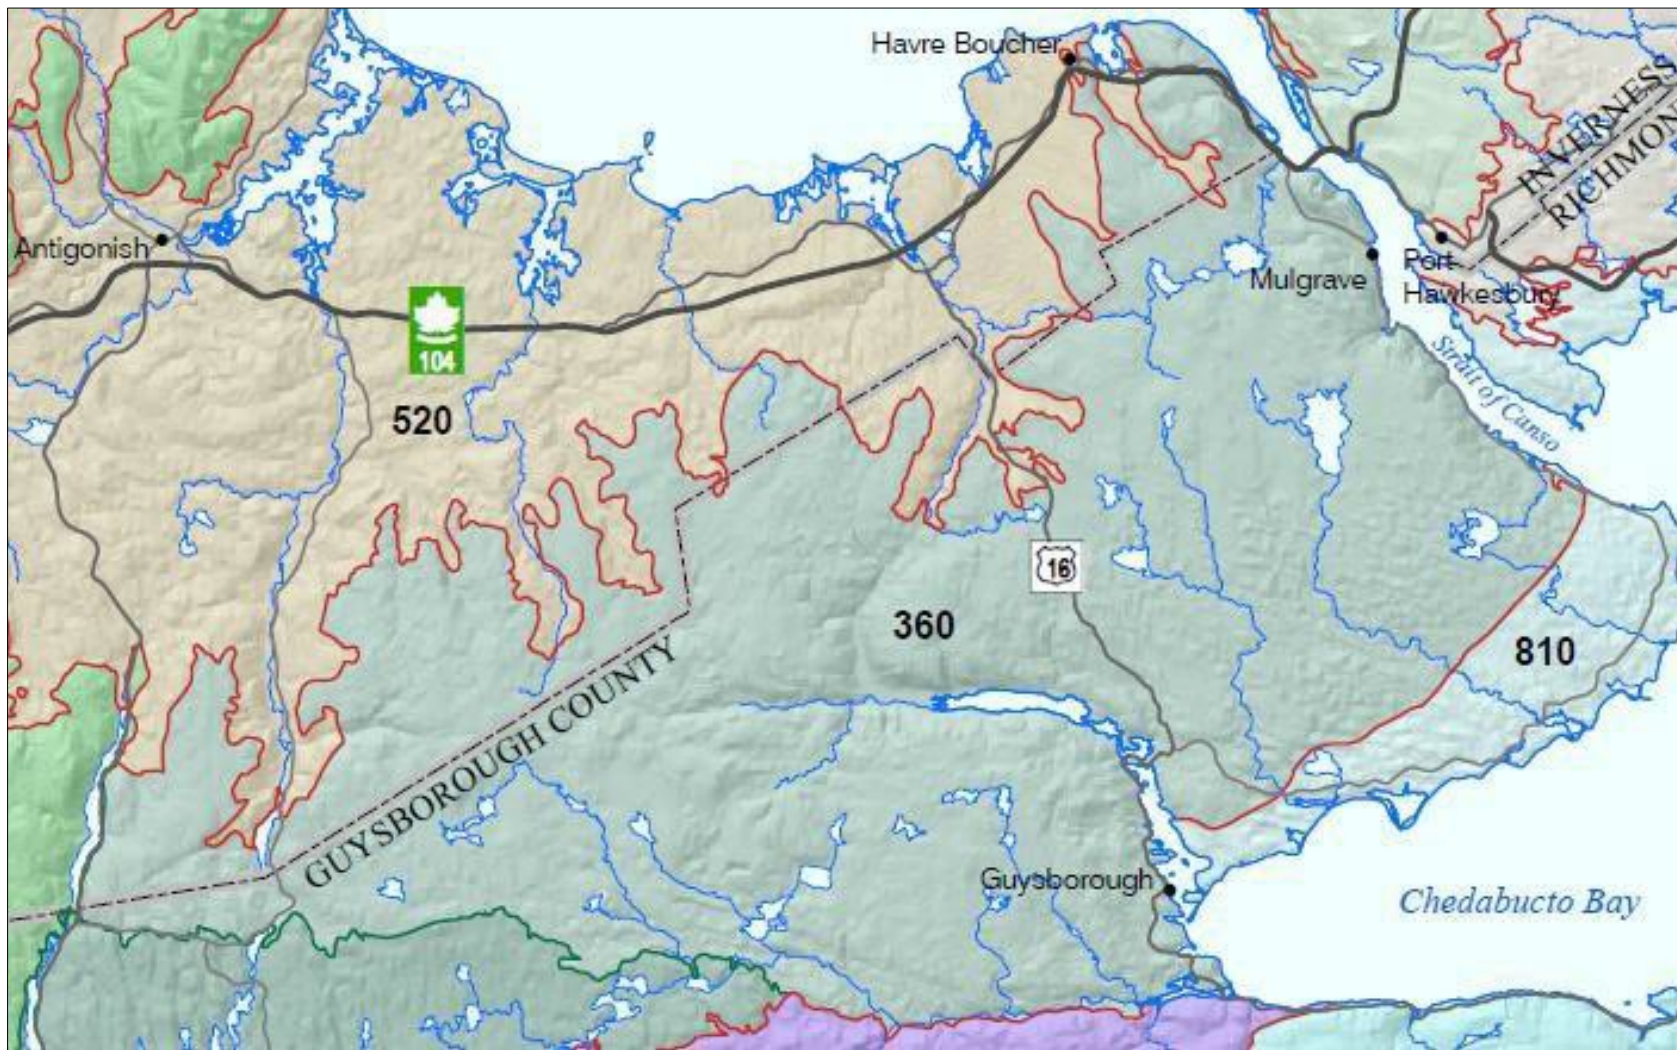 Havre Boucher
INVERNESS
RICHMON
Antigonish
Mulgrave
Port
Hawkesbury
104
Strait of Canso
520
16
360
810
GUYSBOROUGH COUNTY
Guysborough
Chedabucto Bay